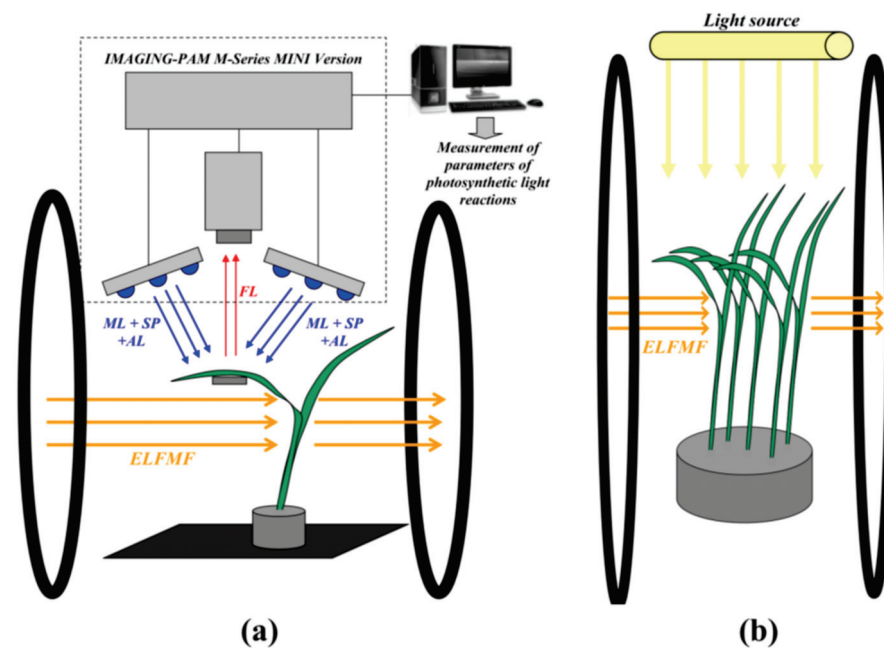 IMAGING-PAM M-Series MINI Version
Measurement of
parameters of
photosynthetic light
reactions
FL
ML + SP
+AL
ML + SP
+AL
ELFMF
(a)
Light source
ELFMF
(b)